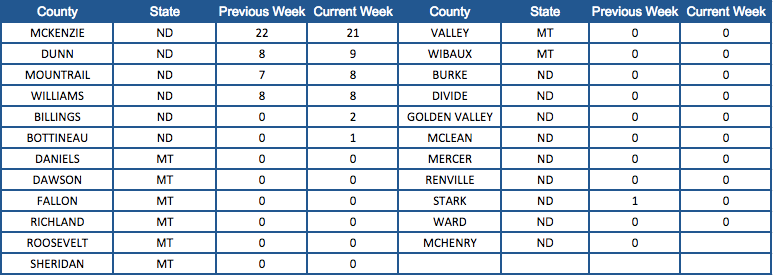 County State Previous Week Current Week County State Previous Week Current Week
MCKENZIE ND 22 21 VALLEY MT 0 0
DUNN ND 8 9 WIBAUX MT 0 0
MOUNTRAIL ND 7 8 BURKE ND 0 0
WILLIAMS ND 8 8 DIVIDE ND 0 0
BILLINGS ND 0 2 GOLDEN VALLEY ND 0 0
BOTTINEAU ND 0 1 MCLEAN ND 0 0
DANIELS MT 0 0 MERCER ND 0 0
DAWSON MT 0 0 RENVILLE ND 0 0
FALLON MT 0 0 STARK ND 1 0
RICHLAND MT 0 0 WARD ND 0 0
ROOSEVELT MT 0 0 MCHENRY ND 0
SHERIDAN MT 0 0